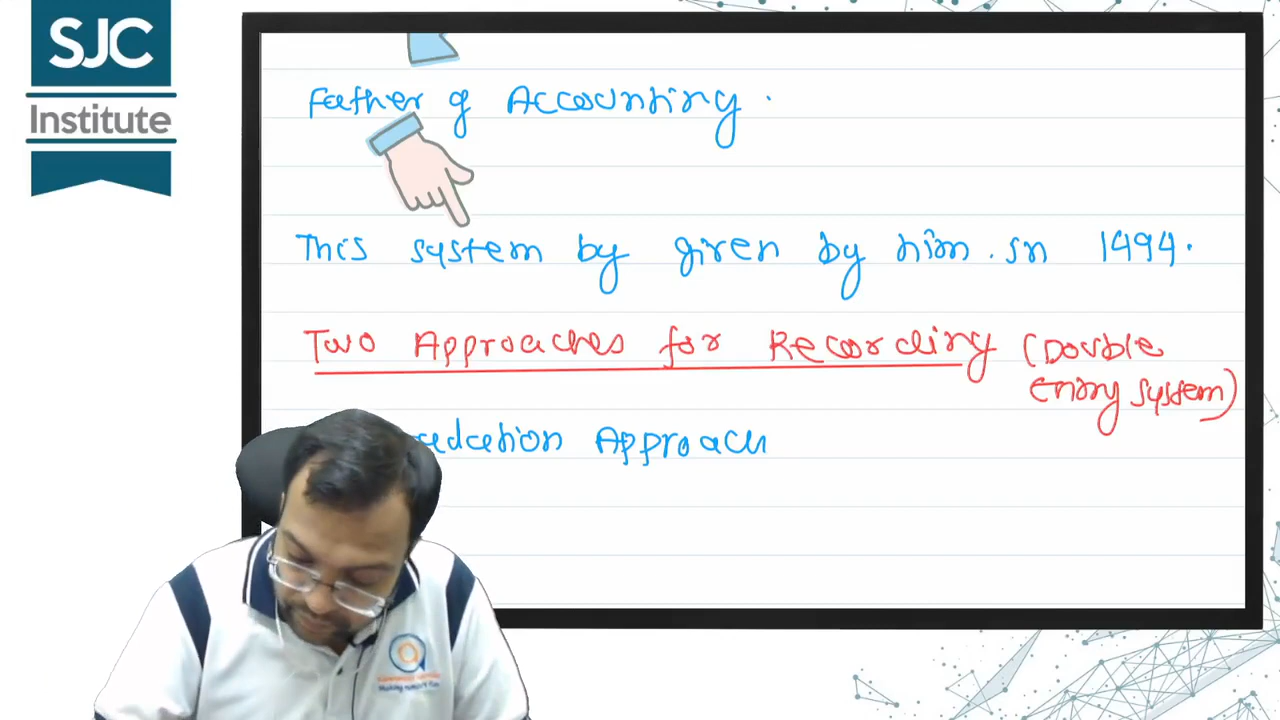 SJC
Institute
Father of Accounting.
This system by given by him. In 1494.
Two Approaches for Recording (Double
Entry System)
Approach